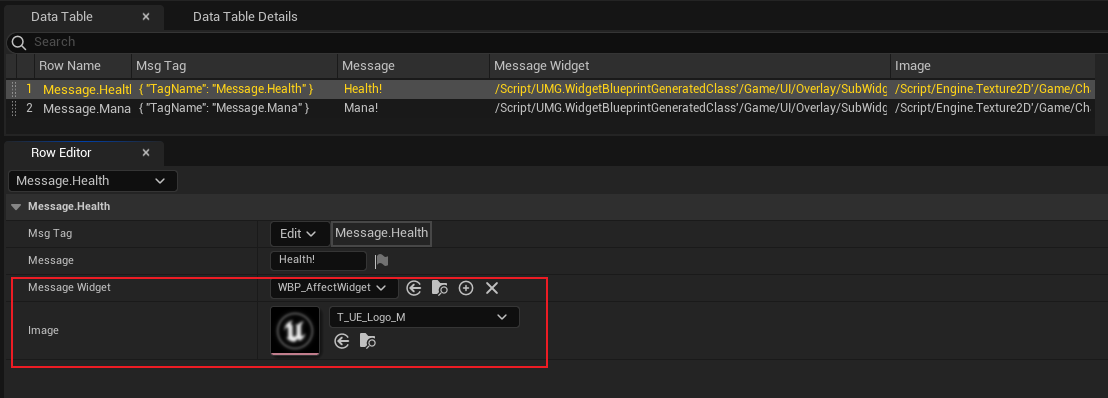 Data Table × Data Table Details
Search
Row Name Msg Tag Message Message Widget Image
1 Message.Healt { "TagName": "Message.Health" } Health! /Script/UMG.WidgetBlueprintGeneratedClass'/Game/UI/Overlay/SubWidg /Script/Engine.Texture2D'/Game/Ch
2 Message.Mana { "TagName": "Message.Mana" } Mana! /Script/UMG.WidgetBlueprintGeneratedClass'/Game/UI/Overlay/SubWidg /Script/Engine.Texture2D'/Game/Ch
Row Editor ×
Message.Health
Message.Health
Msg Tag Edit Message.Health
Message Health!
Message Widget WBP_AffectWidget
Image T_UE_Logo_M